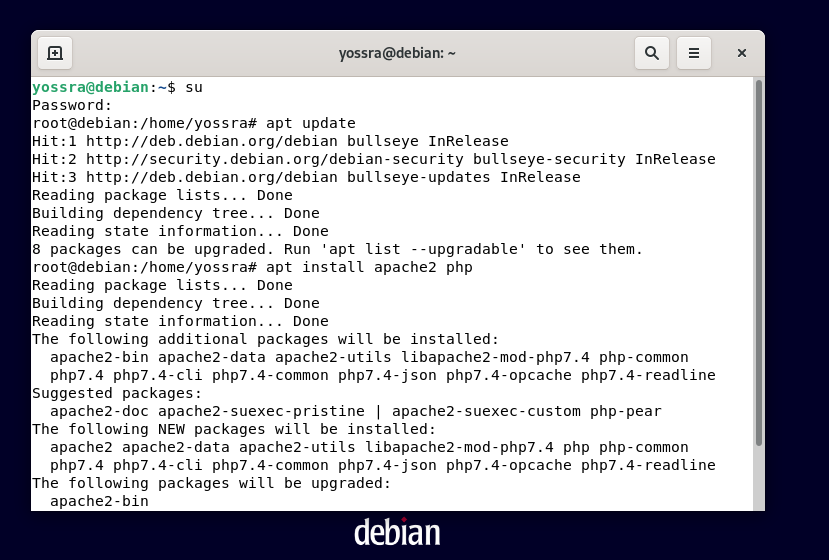 yossra@debian: ~
yossra@debian:~$ su
Password:
root@debian:/home/yossra# apt update
Hit:1 http://deb.debian.org/debian bullseye InRelease
Hit:2 http://security.debian.org/debian-security bullseye-security InRelease
Hit:3 http://deb.debian.org/debian bullseye-updates InRelease
Reading package lists... Done
Building dependency tree... Done
Reading state information... Done
8 packages can be upgraded. Run 'apt list --upgradable' to see them.
root@debian:/home/yossra# apt install apache2 php
Reading package lists... Done
Building dependency tree... Done
Reading state information... Done
The following additional packages will be installed:
  apache2-bin apache2-data apache2-utils libapache2-mod-php7.4 php-common
  php7.4 php7.4-cli php7.4-common php7.4-json php7.4-opcache php7.4-readline
Suggested packages:
  apache2-doc apache2-suexec-pristine | apache2-suexec-custom php-pear
The following NEW packages will be installed:
  apache2 apache2-data apache2-utils libapache2-mod-php7.4 php php-common
  php7.4 php7.4-cli php7.4-common php7.4-json php7.4-opcache php7.4-readline
The following packages will be upgraded:
  apache2-bin
debian